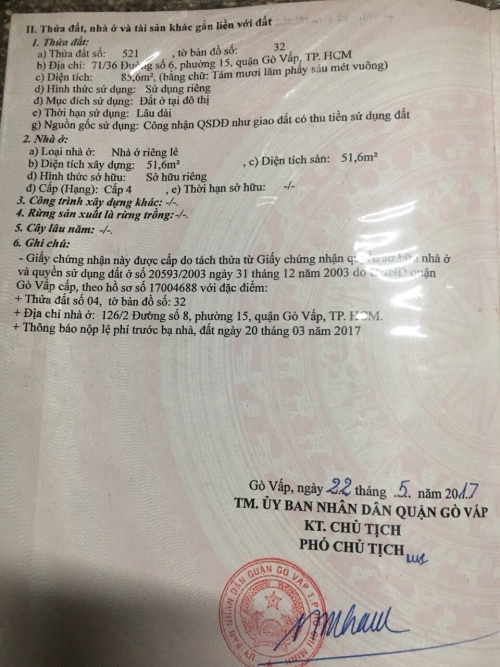 II. Thửa đất, nhà ở và tài sản khác gắn liền với đất
1. Thửa đất:
a) Thửa đất số: 521 , tờ bản đồ số: 32
b) Địa chỉ: 71/36 Đường số 6, phường 15, quận Gò Vấp, TP. HCM
c) Diện tích: 85,6m², (bằng chữ: Tám mươi lăm phẩy sáu mét vuông)
d) Hình thức sử dụng: Sử dụng riêng
đ) Mục đích sử dụng: Đất ở tại đô thị
e) Thời hạn sử dụng: Lâu dài
g) Nguồn gốc sử dụng: Công nhận QSDĐ như giao đất có thu tiền sử dụng đất
2. Nhà ở:
a) Loại nhà ở: Nhà ở riêng lẻ
b) Diện tích xây dựng: 51,6m² , c) Diện tích sàn: 51,6m²
d) Hình thức sở hữu: Sở hữu riêng
đ) Cấp (Hạng): Cấp 4 , e) Thời hạn sở hữu: -/-
3. Công trình xây dựng khác: -/-.
4. Rừng sản xuất là rừng trồng:-/-.
5. Cây lâu năm: -/-.
6. Ghi chú:
- Giấy chứng nhận này được cấp do tách thửa từ Giấy chứng nhận quyền sở hữu nhà ở
và quyền sử dụng đất ở số 20593/2003 ngày 31 tháng 12 năm 2003 do UBND quận
Gò Vấp cấp, theo hồ sơ số 17004688 với đặc điểm:
+ Thửa đất số 04, tờ bản đồ số: 32
+ Địa chỉ nhà ở: 126/2 Đường số 8, phường 15, quận Gò Vấp, TP. HCM.
+ Thông báo nộp lệ phí trước bạ nhà, đất ngày 20 tháng 03 năm 2017
Gò Vấp, ngày 22 tháng .5. năm 2017
TM. ỦY BAN NHÂN DÂN QUẬN GÒ VẤP
KT. CHỦ TỊCH
PHÓ CHỦ TỊCH
ỦY BAN NHÂN DÂN QUẬN GÒ VẤP T.P